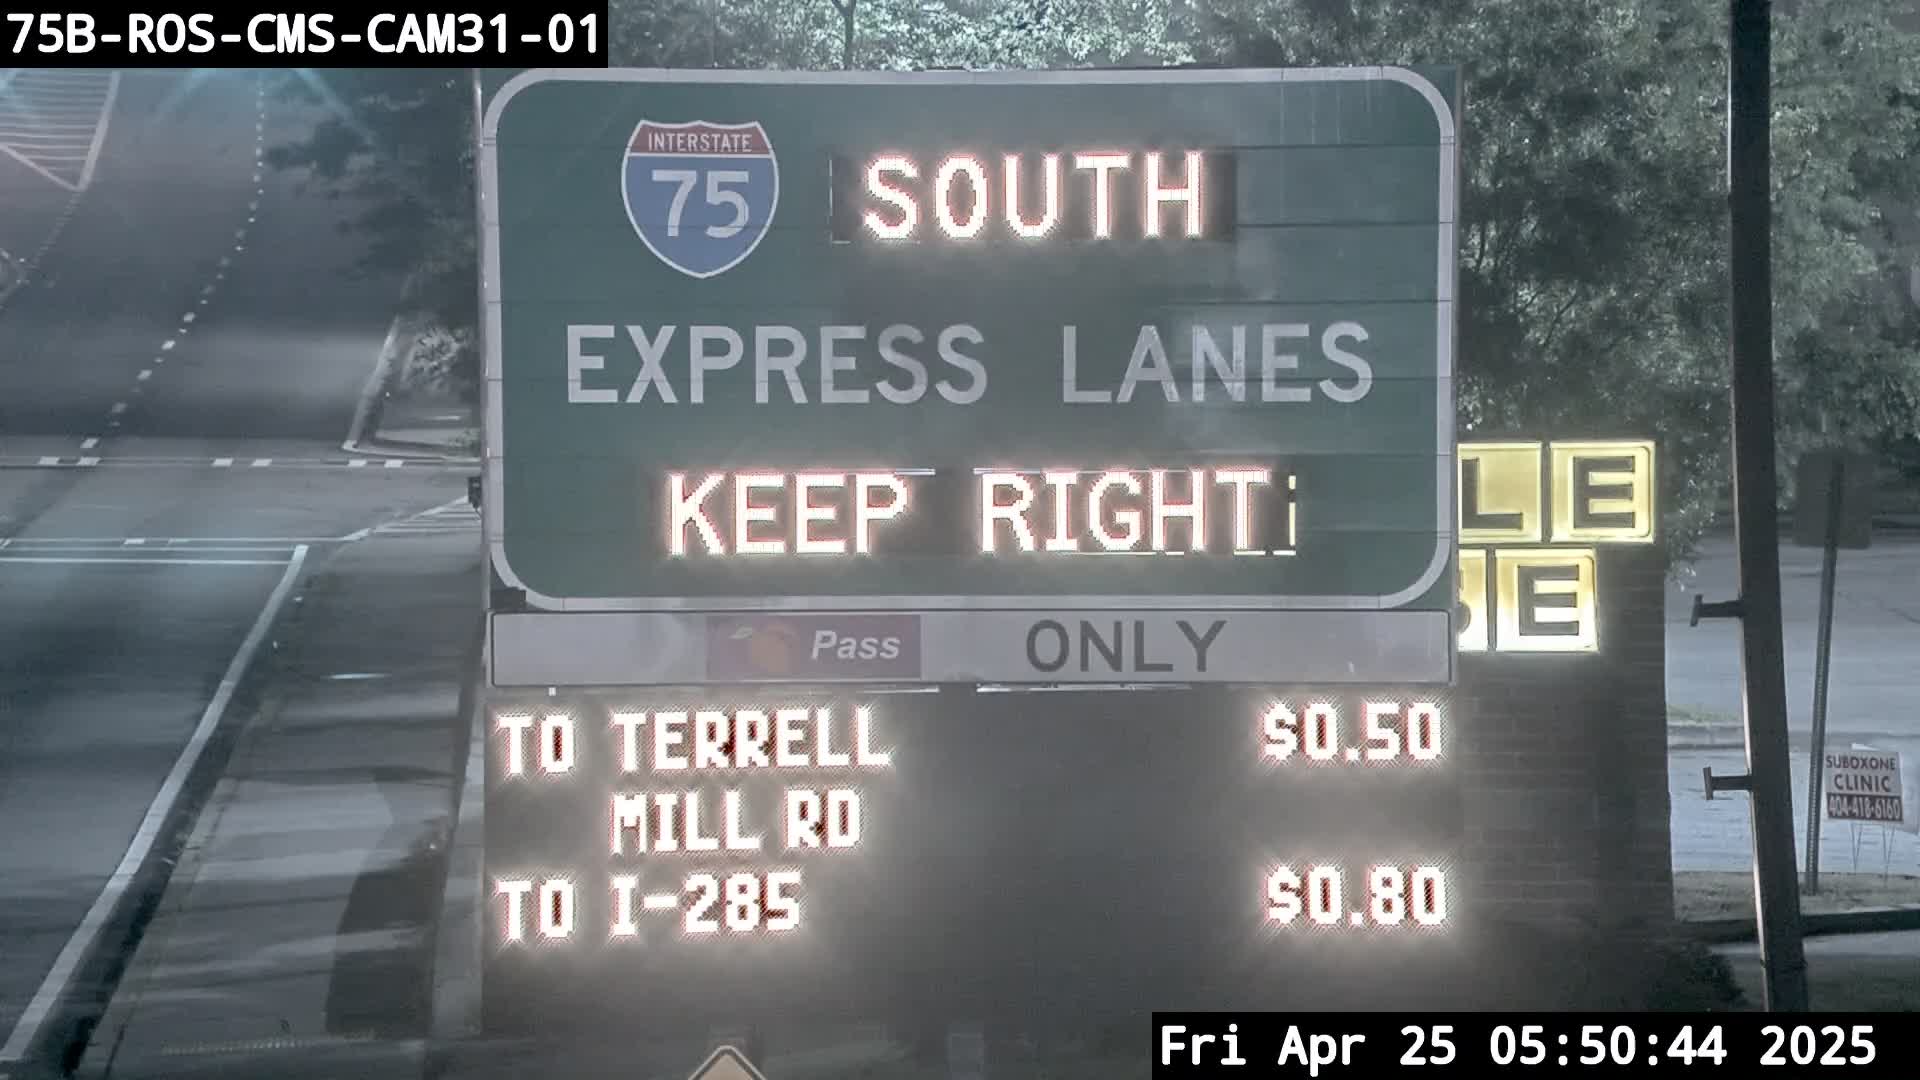 75B-ROS-CMS-CAM31-01
INTERSTATE
75
SOUTH
EXPRESS LANES
KEEP RIGHT
Pass ONLY
TO TERRELL $0.50
MILL RD
TO I-285 $0.80
LE
E
SUBOXONE
CLINIC
404-418-6160
Fri Apr 25 05:50:44 2025